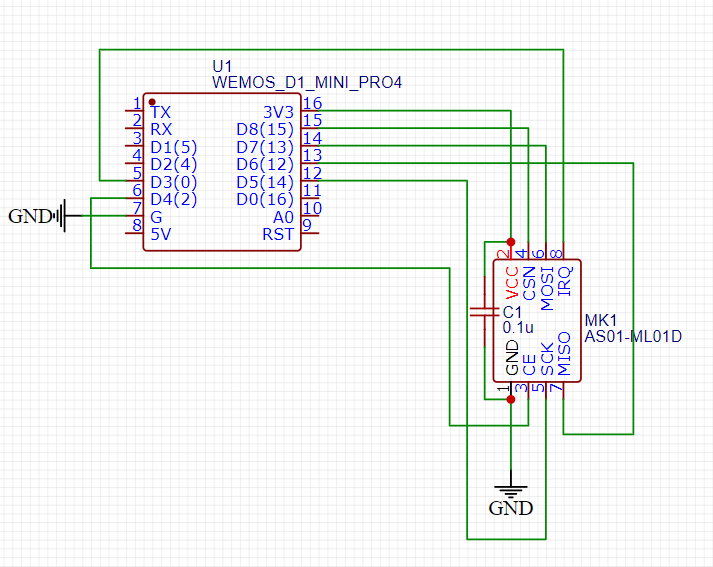 U1
WEMOS_D1_MINI_PRO4
1 TX 3V3 16
2 RX D8(15) 15
3 D1(5) D7(13) 14
4 D2(4) D6(12) 13
5 D3(0) D5(14) 12
6 D4(2) D0(16) 11
7 G A0 10
8 5V RST 9
GND
2 4 6 8
VCC CSN MOSI IRQ
C1
0.1u
MK1
AS01-ML01D
GND CE SCK MISO
1 3 5 7
GND